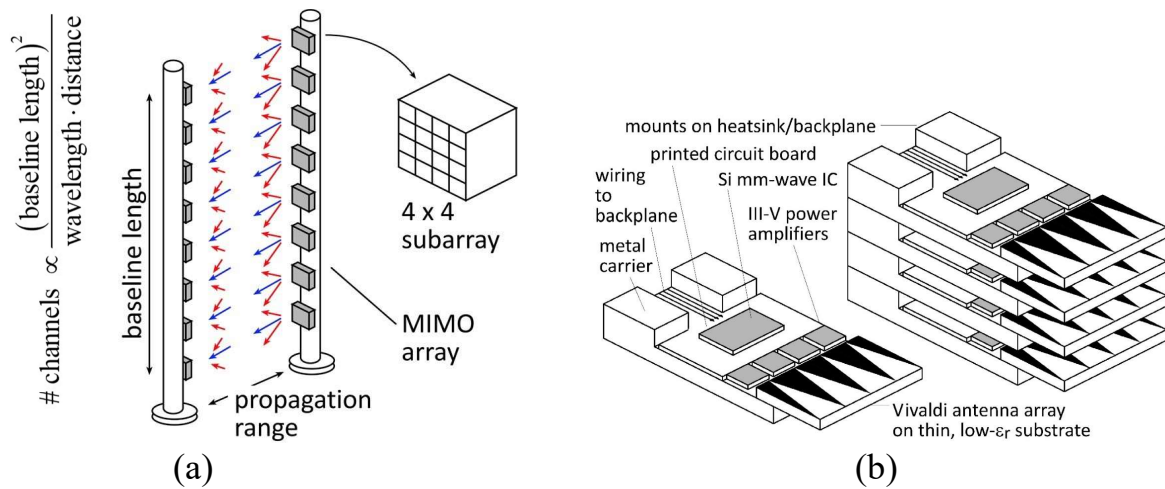 # channels ∝ (baseline length)²
wavelength · distance
baseline length
4 x 4
subarray
MIMO
array
propagation
range
(a)
mounts on heatsink/backplane
printed circuit board
Si mm-wave IC
wiring
to
backplane
III-V power
amplifiers
metal
carrier
Vivaldi antenna array
on thin, low-εr substrate
(b)